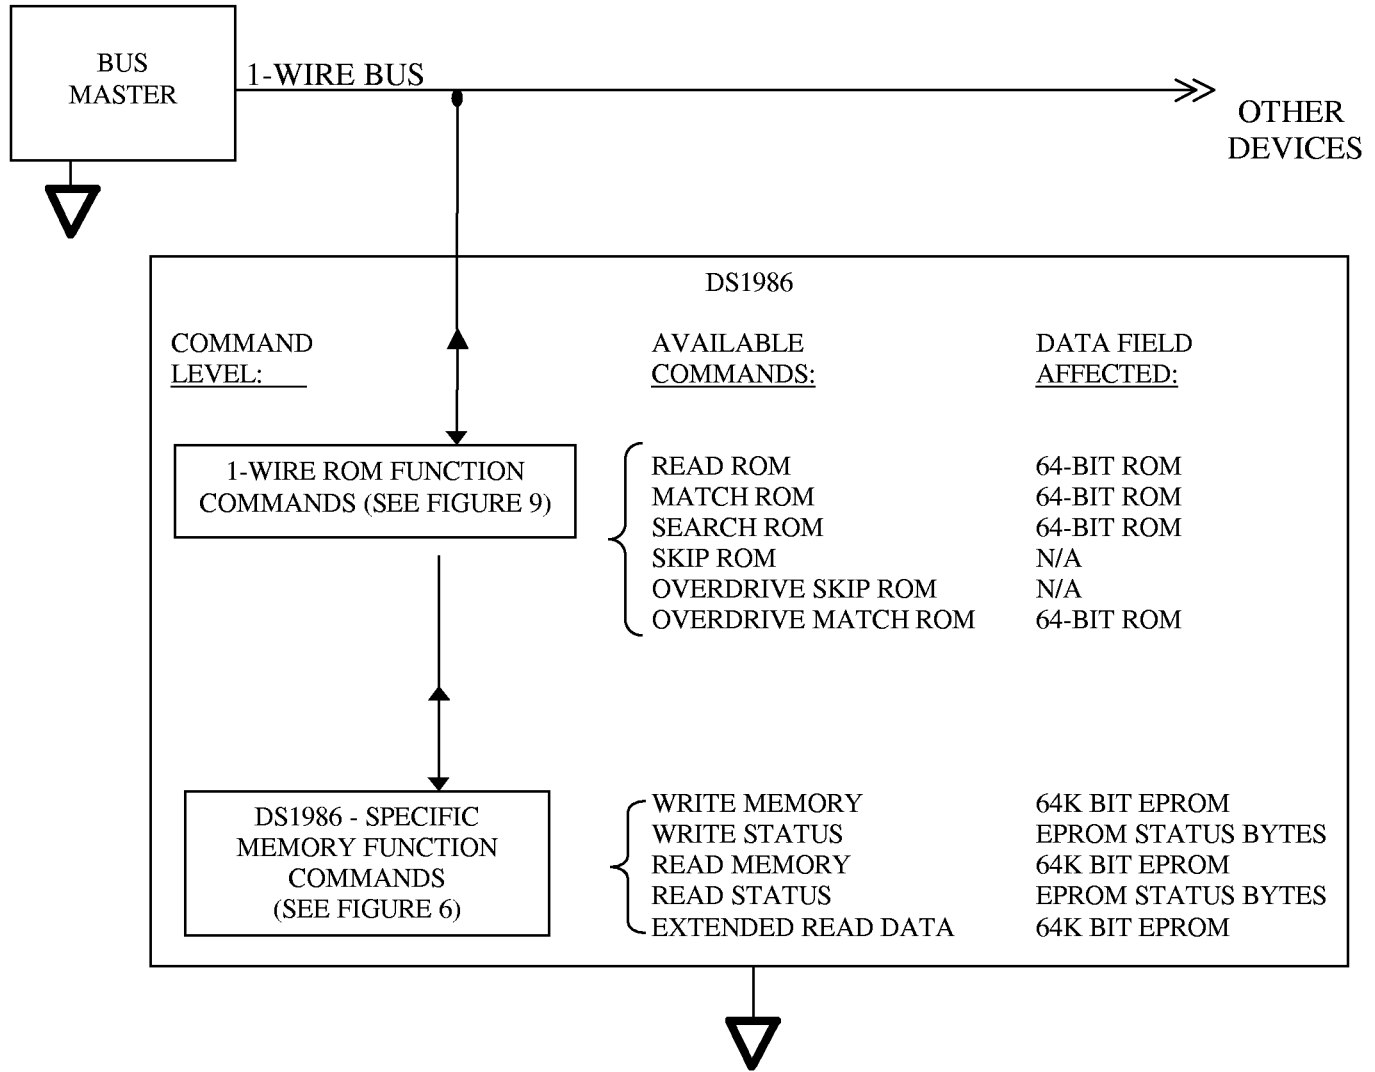 BUS
MASTER
1-WIRE BUS
OTHER
DEVICES
DS1986
COMMAND
LEVEL:
AVAILABLE
COMMANDS:
DATA FIELD
AFFECTED:
1-WIRE ROM FUNCTION
COMMANDS (SEE FIGURE 9)
READ ROM 64-BIT ROM
MATCH ROM 64-BIT ROM
SEARCH ROM 64-BIT ROM
SKIP ROM N/A
OVERDRIVE SKIP ROM N/A
OVERDRIVE MATCH ROM 64-BIT ROM
DS1986 - SPECIFIC
MEMORY FUNCTION
COMMANDS
(SEE FIGURE 6)
WRITE MEMORY 64K BIT EPROM
WRITE STATUS EPROM STATUS BYTES
READ MEMORY 64K BIT EPROM
READ STATUS EPROM STATUS BYTES
EXTENDED READ DATA 64K BIT EPROM